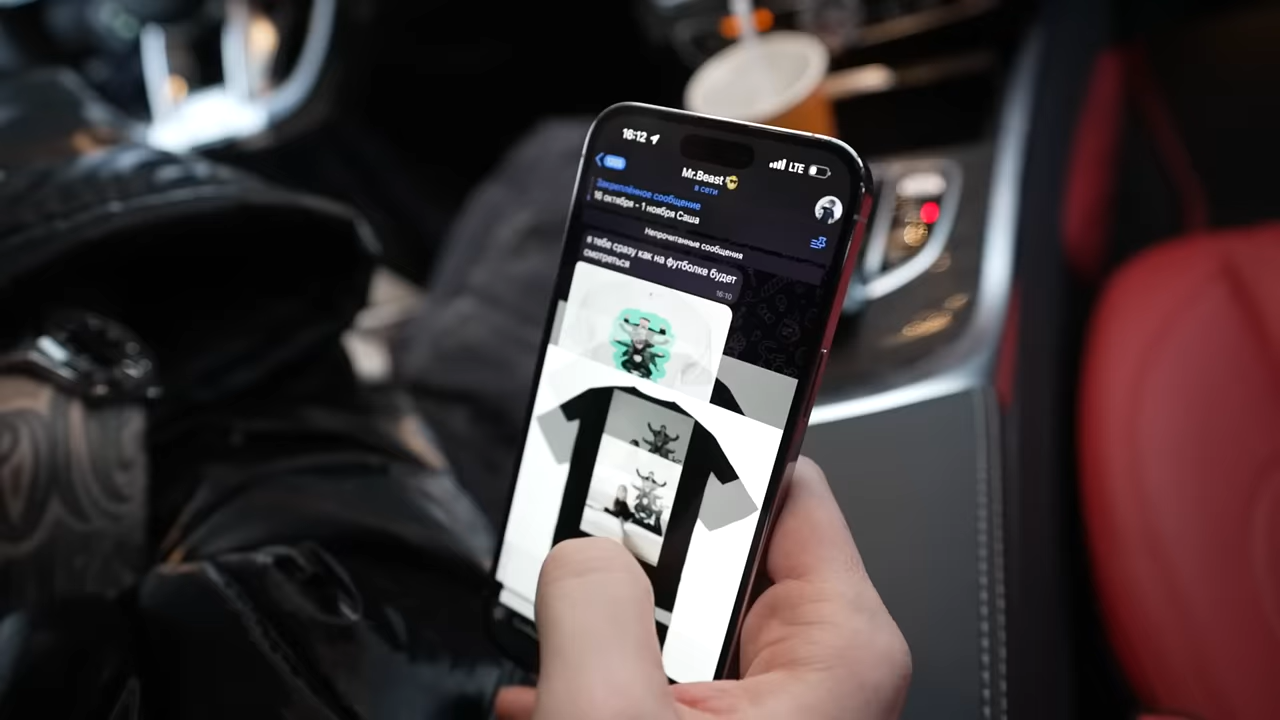 16:12
LTE
Mr.Beast
в сети
Закреплённое сообщение
16 октября - 1 ноября Саша
Непрочитанные сообщения
я тебе сразу как на футболке будет
смотреться
16:10